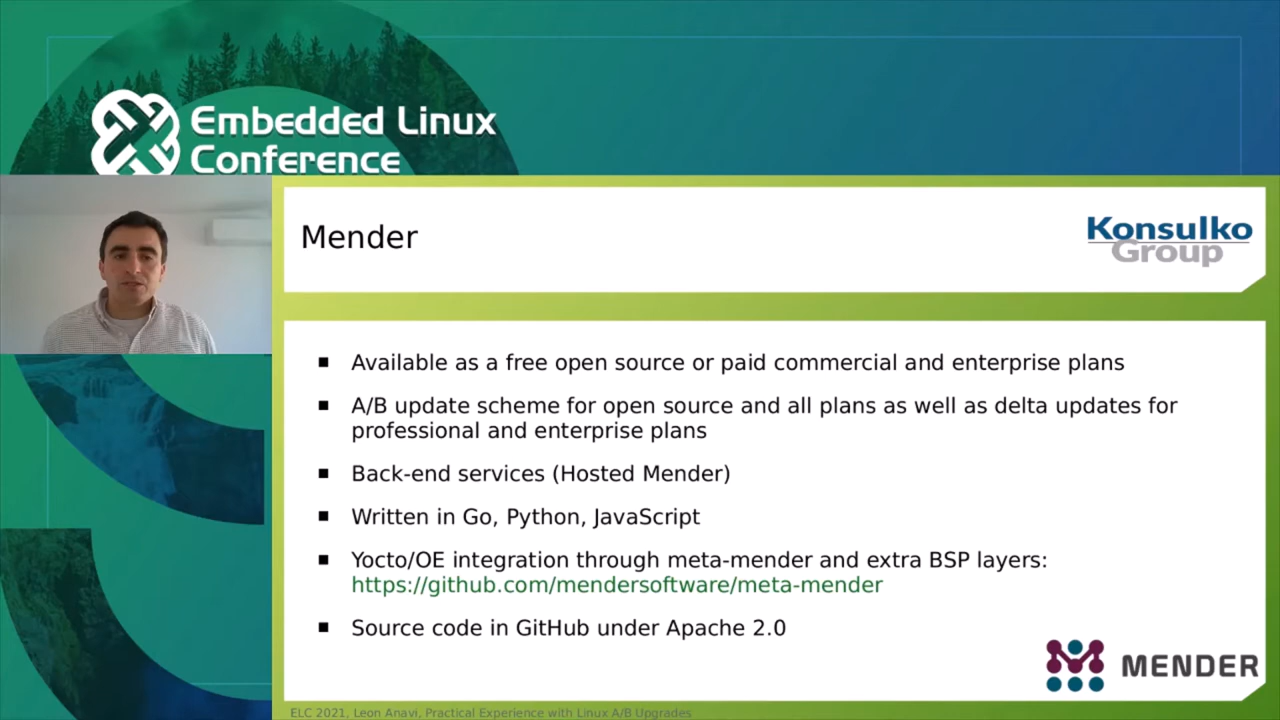 Embedded Linux
Conference
Mender
Konsulko
Group
■ Available as a free open source or paid commercial and enterprise plans
■ A/B update scheme for open source and all plans as well as delta updates for
professional and enterprise plans
■ Back-end services (Hosted Mender)
■ Written in Go, Python, JavaScript
■ Yocto/OE integration through meta-mender and extra BSP layers:
https://github.com/mendersoftware/meta-mender
■ Source code in GitHub under Apache 2.0
MENDER
ELC 2021, Leon Anavi, Practical Experience with Linux A/B Upgrades